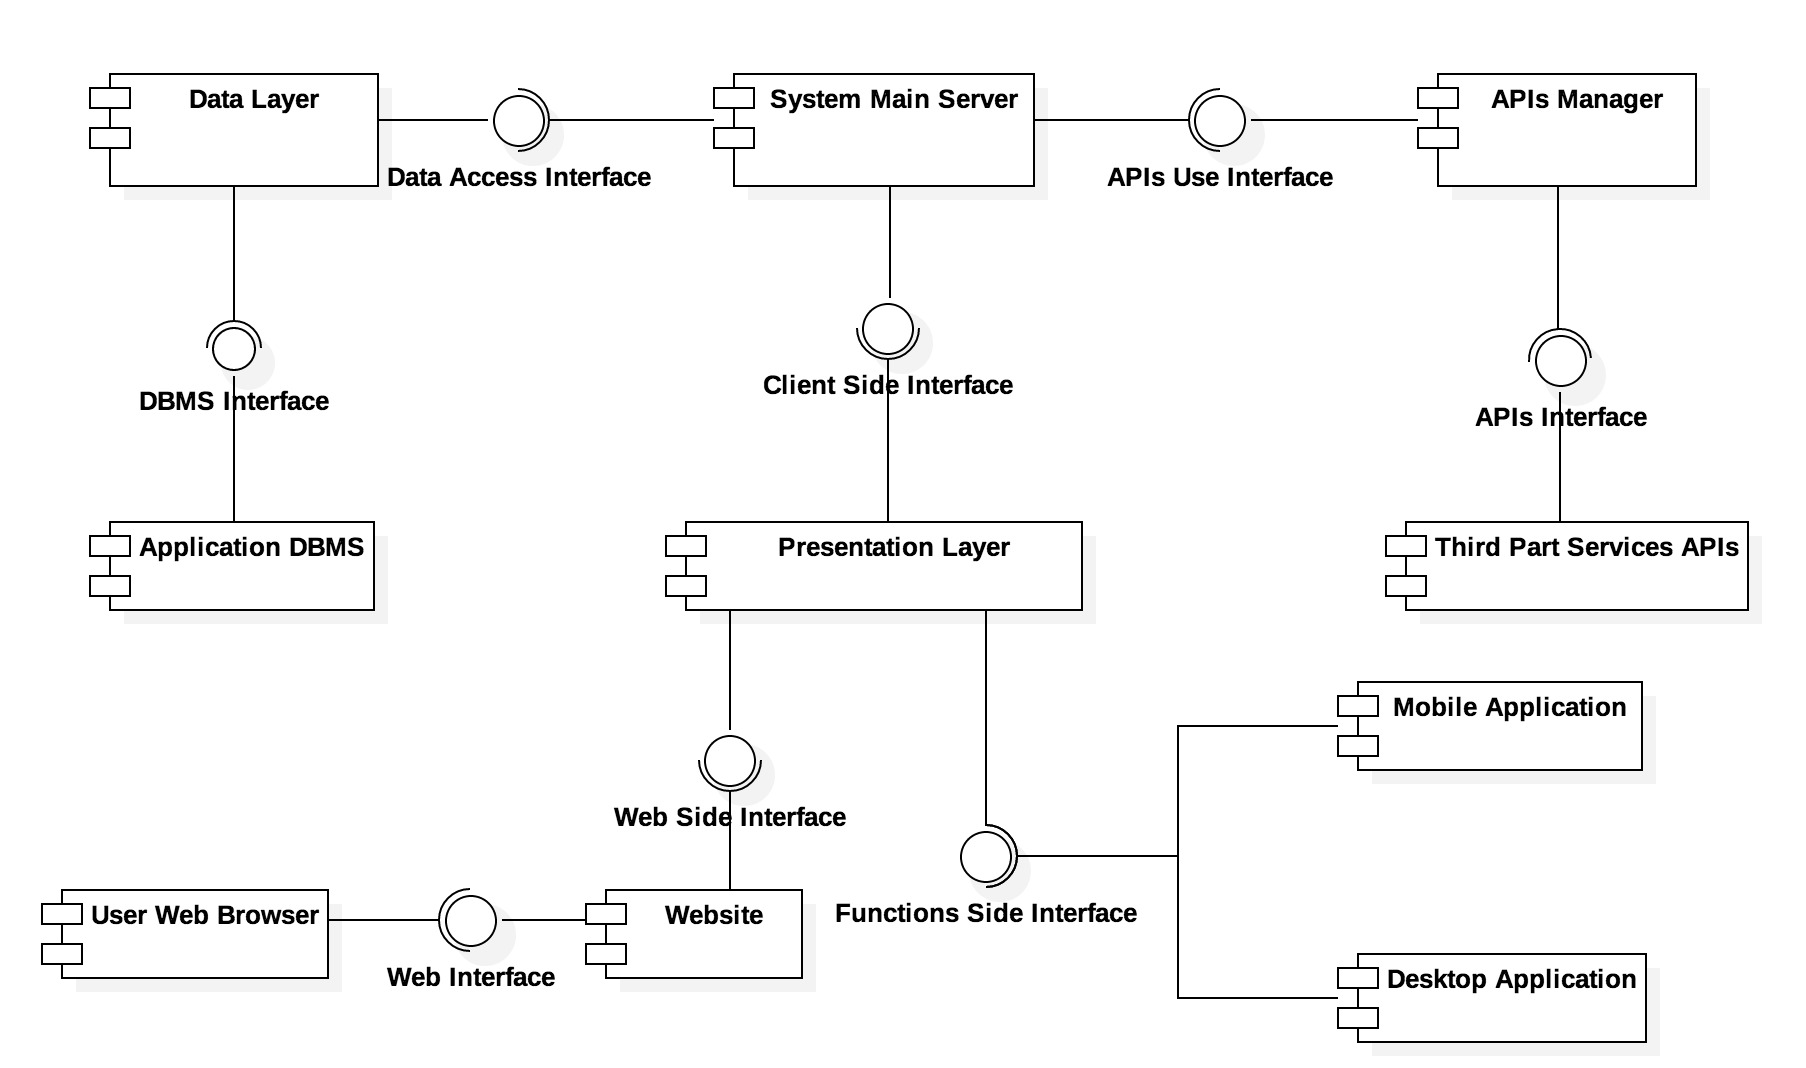 Data Layer
System Main Server
APIs Manager
Data Access Interface
APIs Use Interface
Client Side Interface
DBMS Interface
APIs Interface
Application DBMS
Presentation Layer
Third Part Services APIs
Mobile Application
Web Side Interface
User Web Browser
Website
Functions Side Interface
Web Interface
Desktop Application